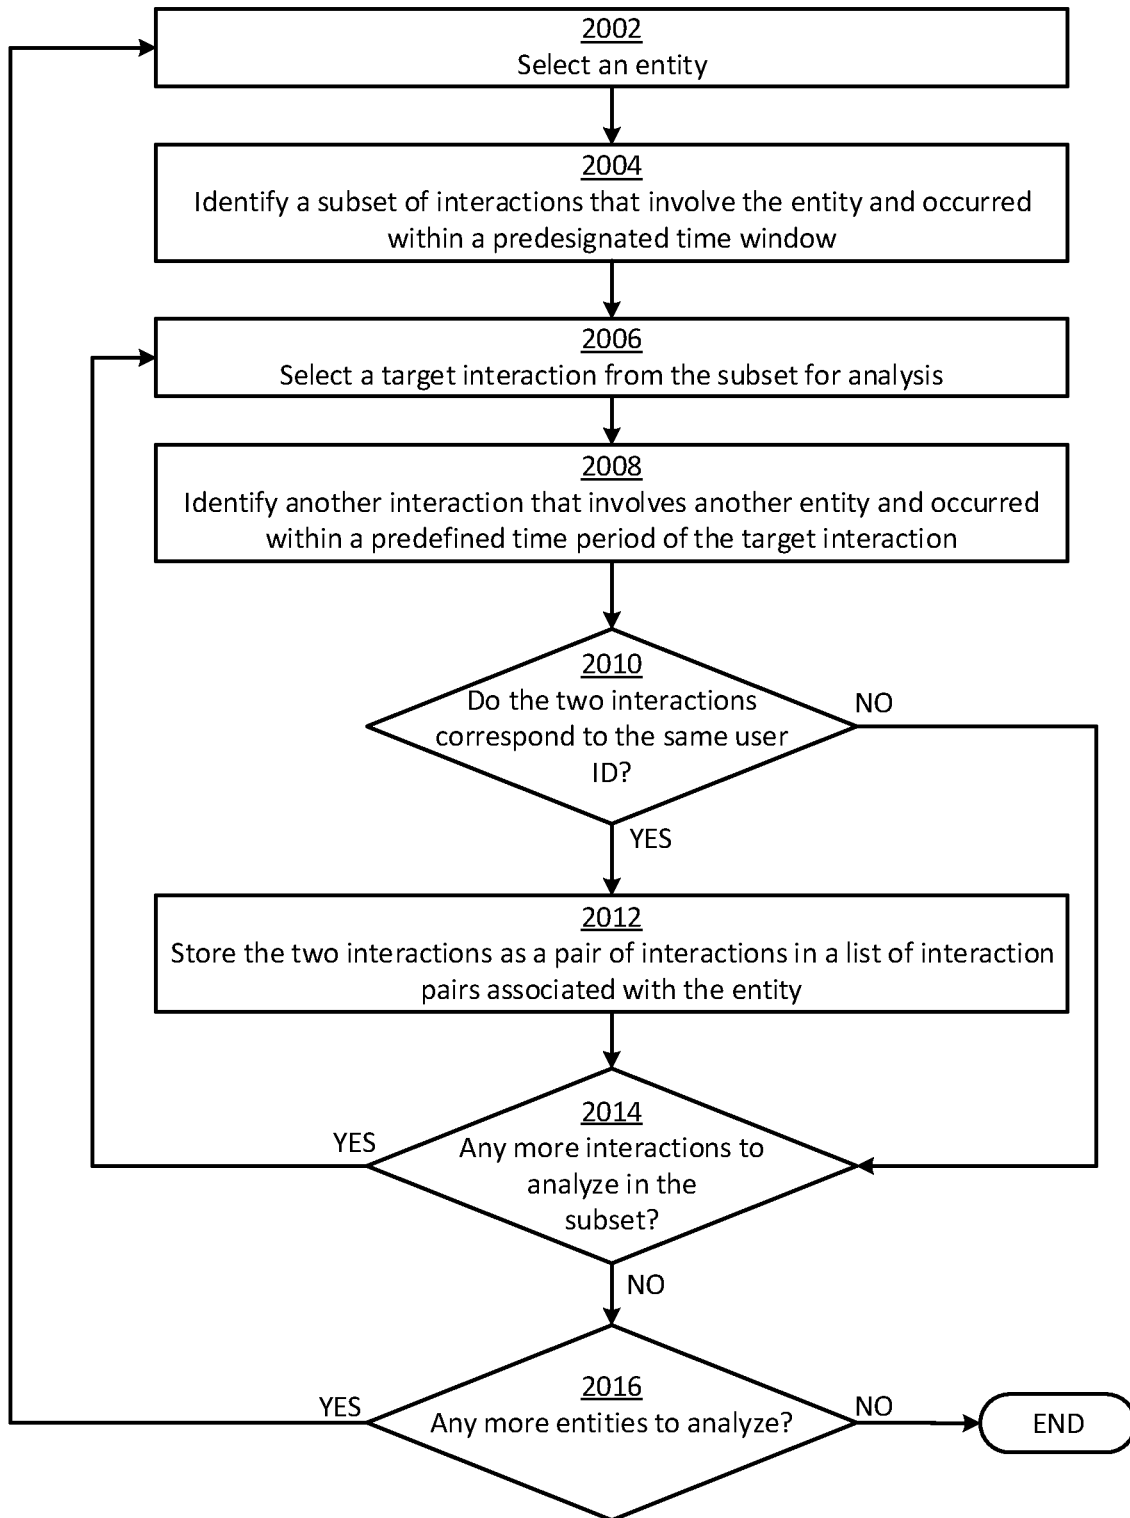 2002
Select an entity
2004
Identify a subset of interactions that involve the entity and occurred
within a predesignated time window
2006
Select a target interaction from the subset for analysis
2008
Identify another interaction that involves another entity and occurred
within a predefined time period of the target interaction
2010
Do the two interactions
correspond to the same user
ID?
NO
YES
2012
Store the two interactions as a pair of interactions in a list of interaction
pairs associated with the entity
2014
Any more interactions to
analyze in the
subset?
YES
NO
2016
Any more entities to analyze?
YES
NO
END